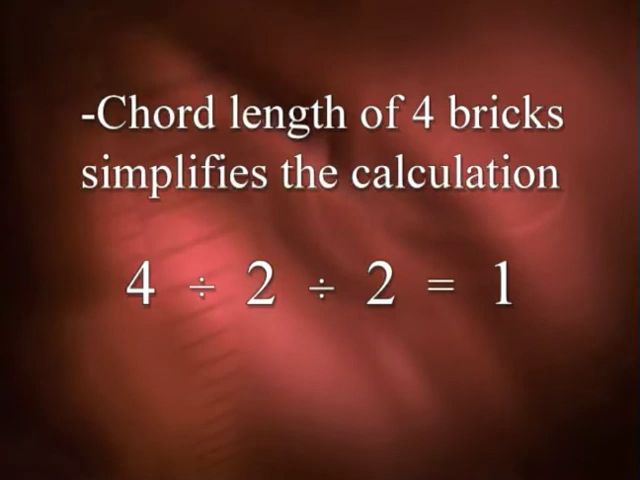 -Chord length of 4 bricks
simplifies the calculation
4 ÷ 2 ÷ 2 = 1